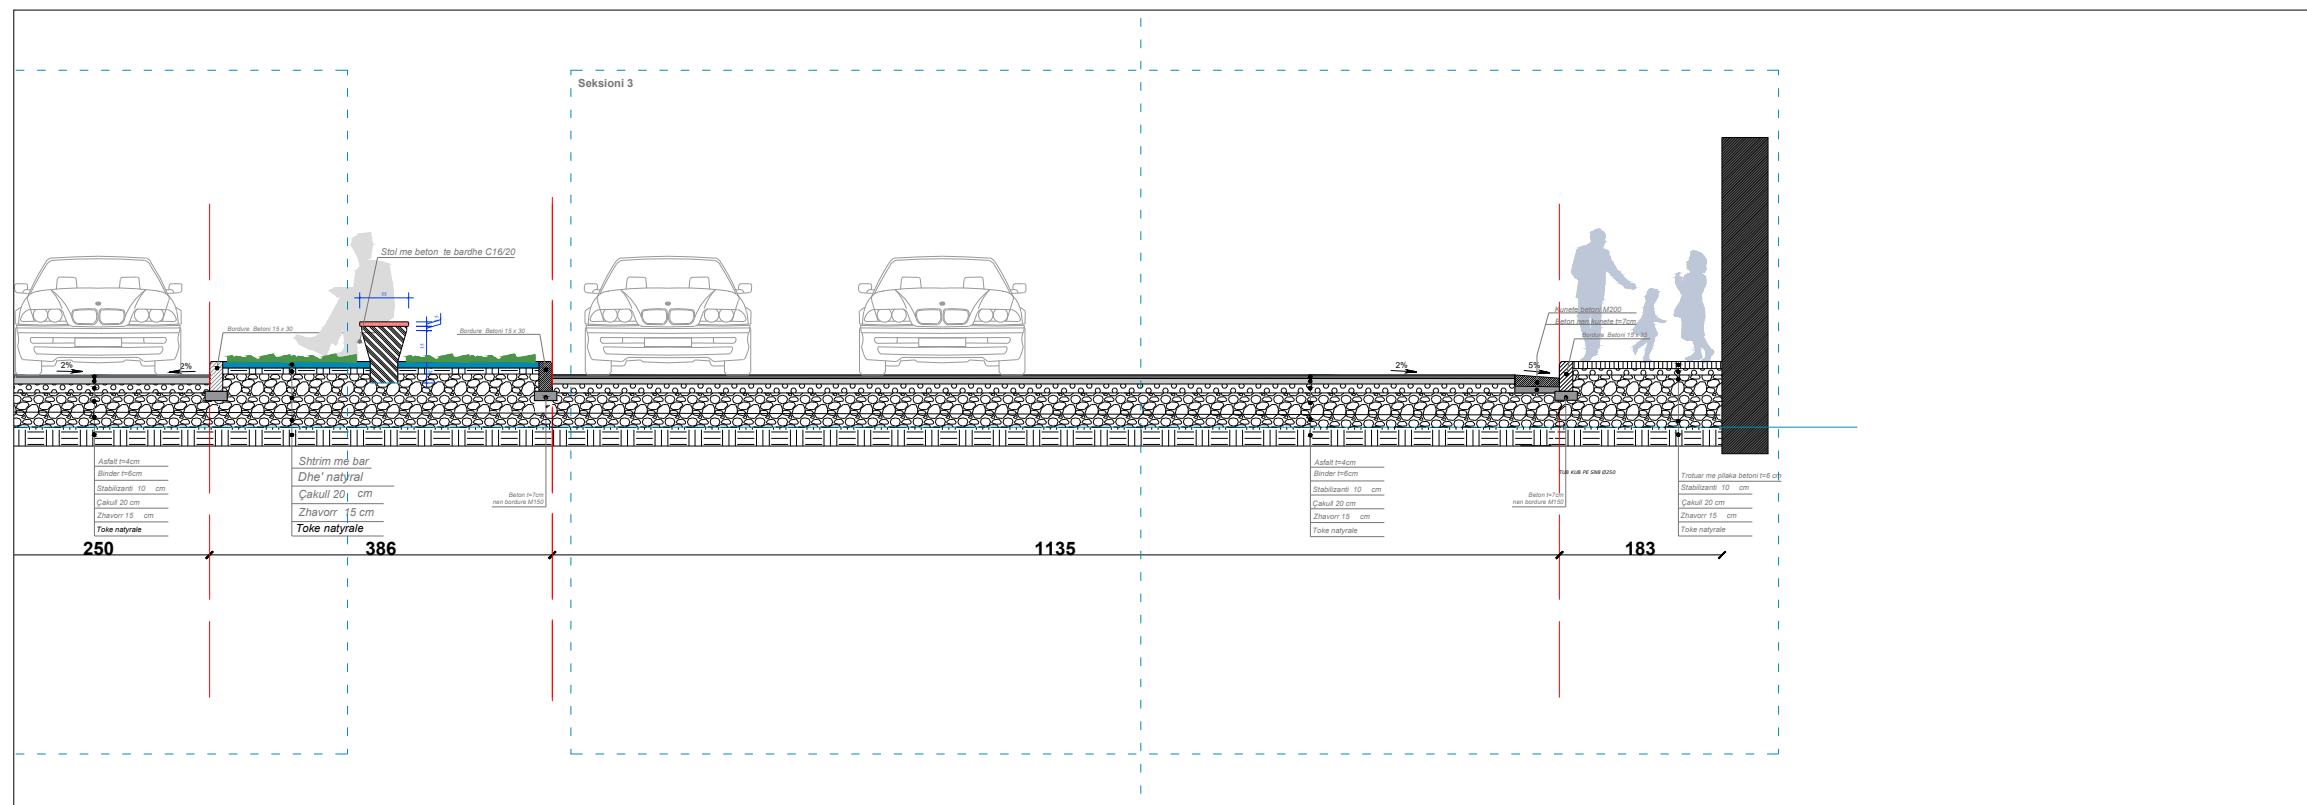 Seksioni 3
Stol me beton te bardhe C16/20
Bordure Betoni 15 x 30
Bordure Betoni 15 x 30
Kunete betoni M200
Beton nen kunete t=7cm
Bordure Betoni 15 x 30
2%
2%
2%
5%
Asfalt t=4cm
Binder t=6cm
Stabilizanti 10 cm
Çakull 20 cm
Zhavorr 15 cm
Toke natyrale
Shtrim me bar
Dhe' natyral
Çakull 20 cm
Zhavorr 15 cm
Toke natyrale
Beton t=7cm
nen bordure M150
Asfalt t=4cm
Binder t=6cm
Stabilizanti 10 cm
Çakull 20 cm
Zhavorr 15 cm
Toke natyrale
TUB KUB PE SN8 Ø250
Beton t=7cm
nen bordure M150
Trotuar me pllaka betoni t=6 cm
Stabilizanti 10 cm
Çakull 20 cm
Zhavorr 15 cm
Toke natyrale
250
386
1135
183